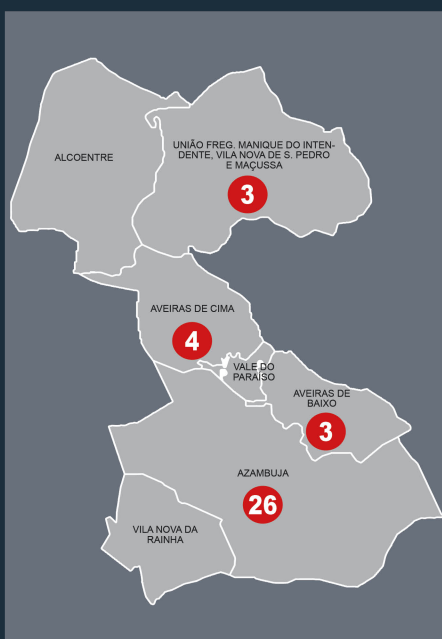 UNIÃO FREG. MANIQUE DO INTEN-
DENTE, VILA NOVA DE S. PEDRO
E MAÇUSSA
ALCOENTRE
3
AVEIRAS DE CIMA
4
VALE DO
PARAÍSO
AVEIRAS DE
BAIXO
3
AZAMBUJA
26
VILA NOVA DA
RAINHA